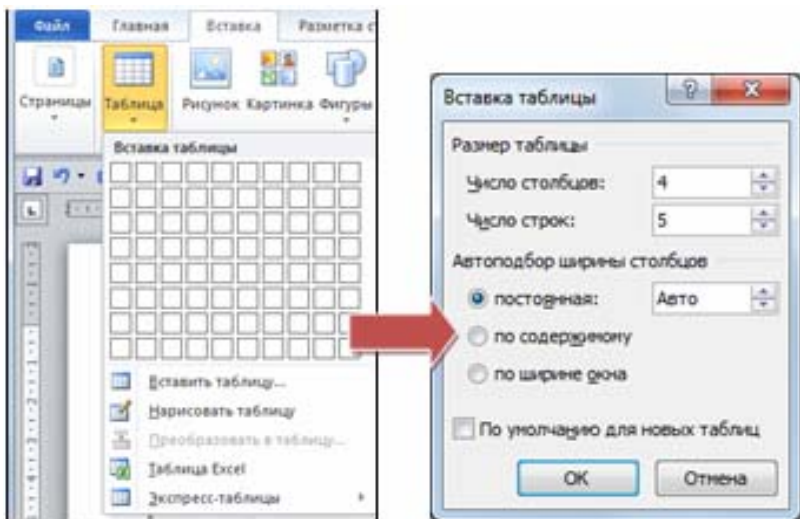 Файл Главная Вставка Разметка с
Страницы Таблица Рисунок Картинка Фигуры
Вставка таблицы
Вставить таблицу...
Нарисовать таблицу
Преобразовать в таблицу...
Таблица Excel
Экспресс-таблицы
Вставка таблицы
Размер таблицы
Число столбцов: 4
Число строк: 5
Автоподбор ширины столбцов
постоянная: Авто
по содержимому
по ширине окна
По умолчанию для новых таблиц
ОК Отмена